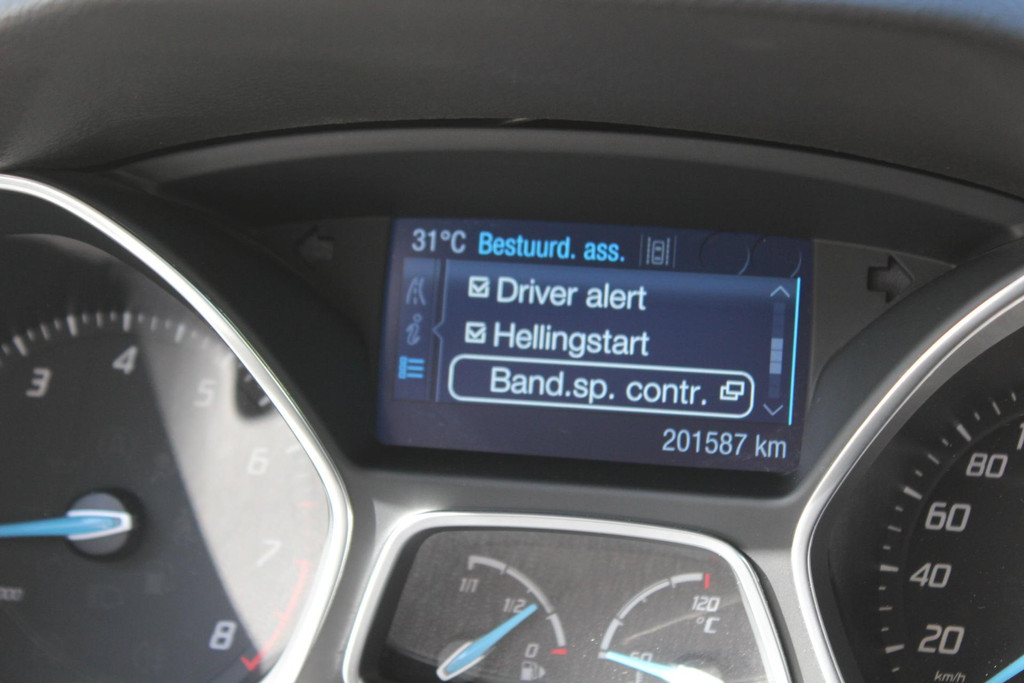 31°C Bestuurd. ass.
Driver alert
Hellingstart
Band.sp. contr.
201587 km
3
4
5
6
7
8
1/1
1/2
0
120
°C
60
80
60
40
20
km/h